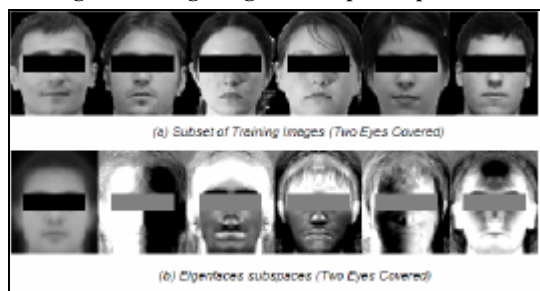 (a) Subset of Training Images (Two Eyes Covered)
(b) Eigenfaces subspaces (Two Eyes Covered)